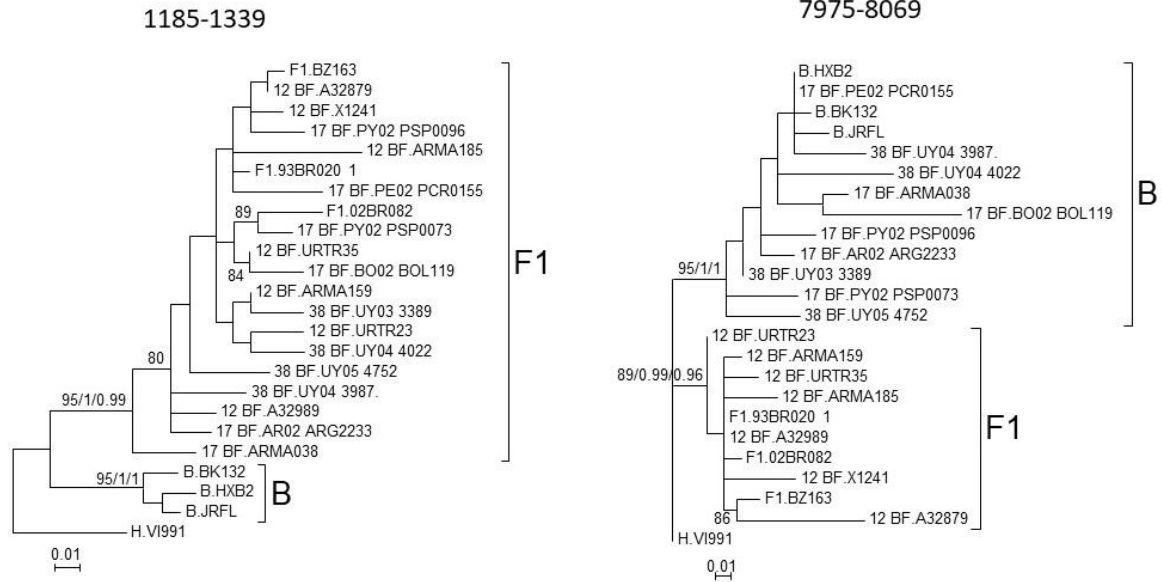 1185-1339
F1.BZ163
12 BF.A32879
12 BF.X1241
17 BF.PY02 PSP0096
12 BF.ARMA185
F1.93BR020 1
17 BF.PE02 PCR0155
89
F1.02BR082
17 BF.PY02 PSP0073
12 BF.URTR35
84
17 BF.BO02 BOL119
12 BF.ARMA159
38 BF.UY03 3389
12 BF.URTR23
38 BF.UY04 4022
80
38 BF.UY05 4752
38 BF.UY04 3987.
95/1/0.99
12 BF.A32989
17 BF.AR02 ARG2233
17 BF.ARMA038
F1
95/1/1
B.BK132
B.HXB2
B.JRFL
B
H.VI991
0.01
7975-8069
B.HXB2
17 BF.PE02 PCR0155
B.BK132
B.JRFL
38 BF.UY04 3987.
38 BF.UY04 4022
17 BF.ARMA038
17 BF.BO02 BOL119
17 BF.PY02 PSP0096
17 BF.AR02 ARG2233
95/1/1
38 BF.UY03 3389
17 BF.PY02 PSP0073
38 BF.UY05 4752
B
12 BF.URTR23
12 BF.ARMA159
89/0.99/0.96
12 BF.URTR35
12 BF.ARMA185
F1.93BR020 1
12 BF.A32989
F1.02BR082
12 BF.X1241
F1.BZ163
86
12 BF.A32879
F1
H.VI991
0.01